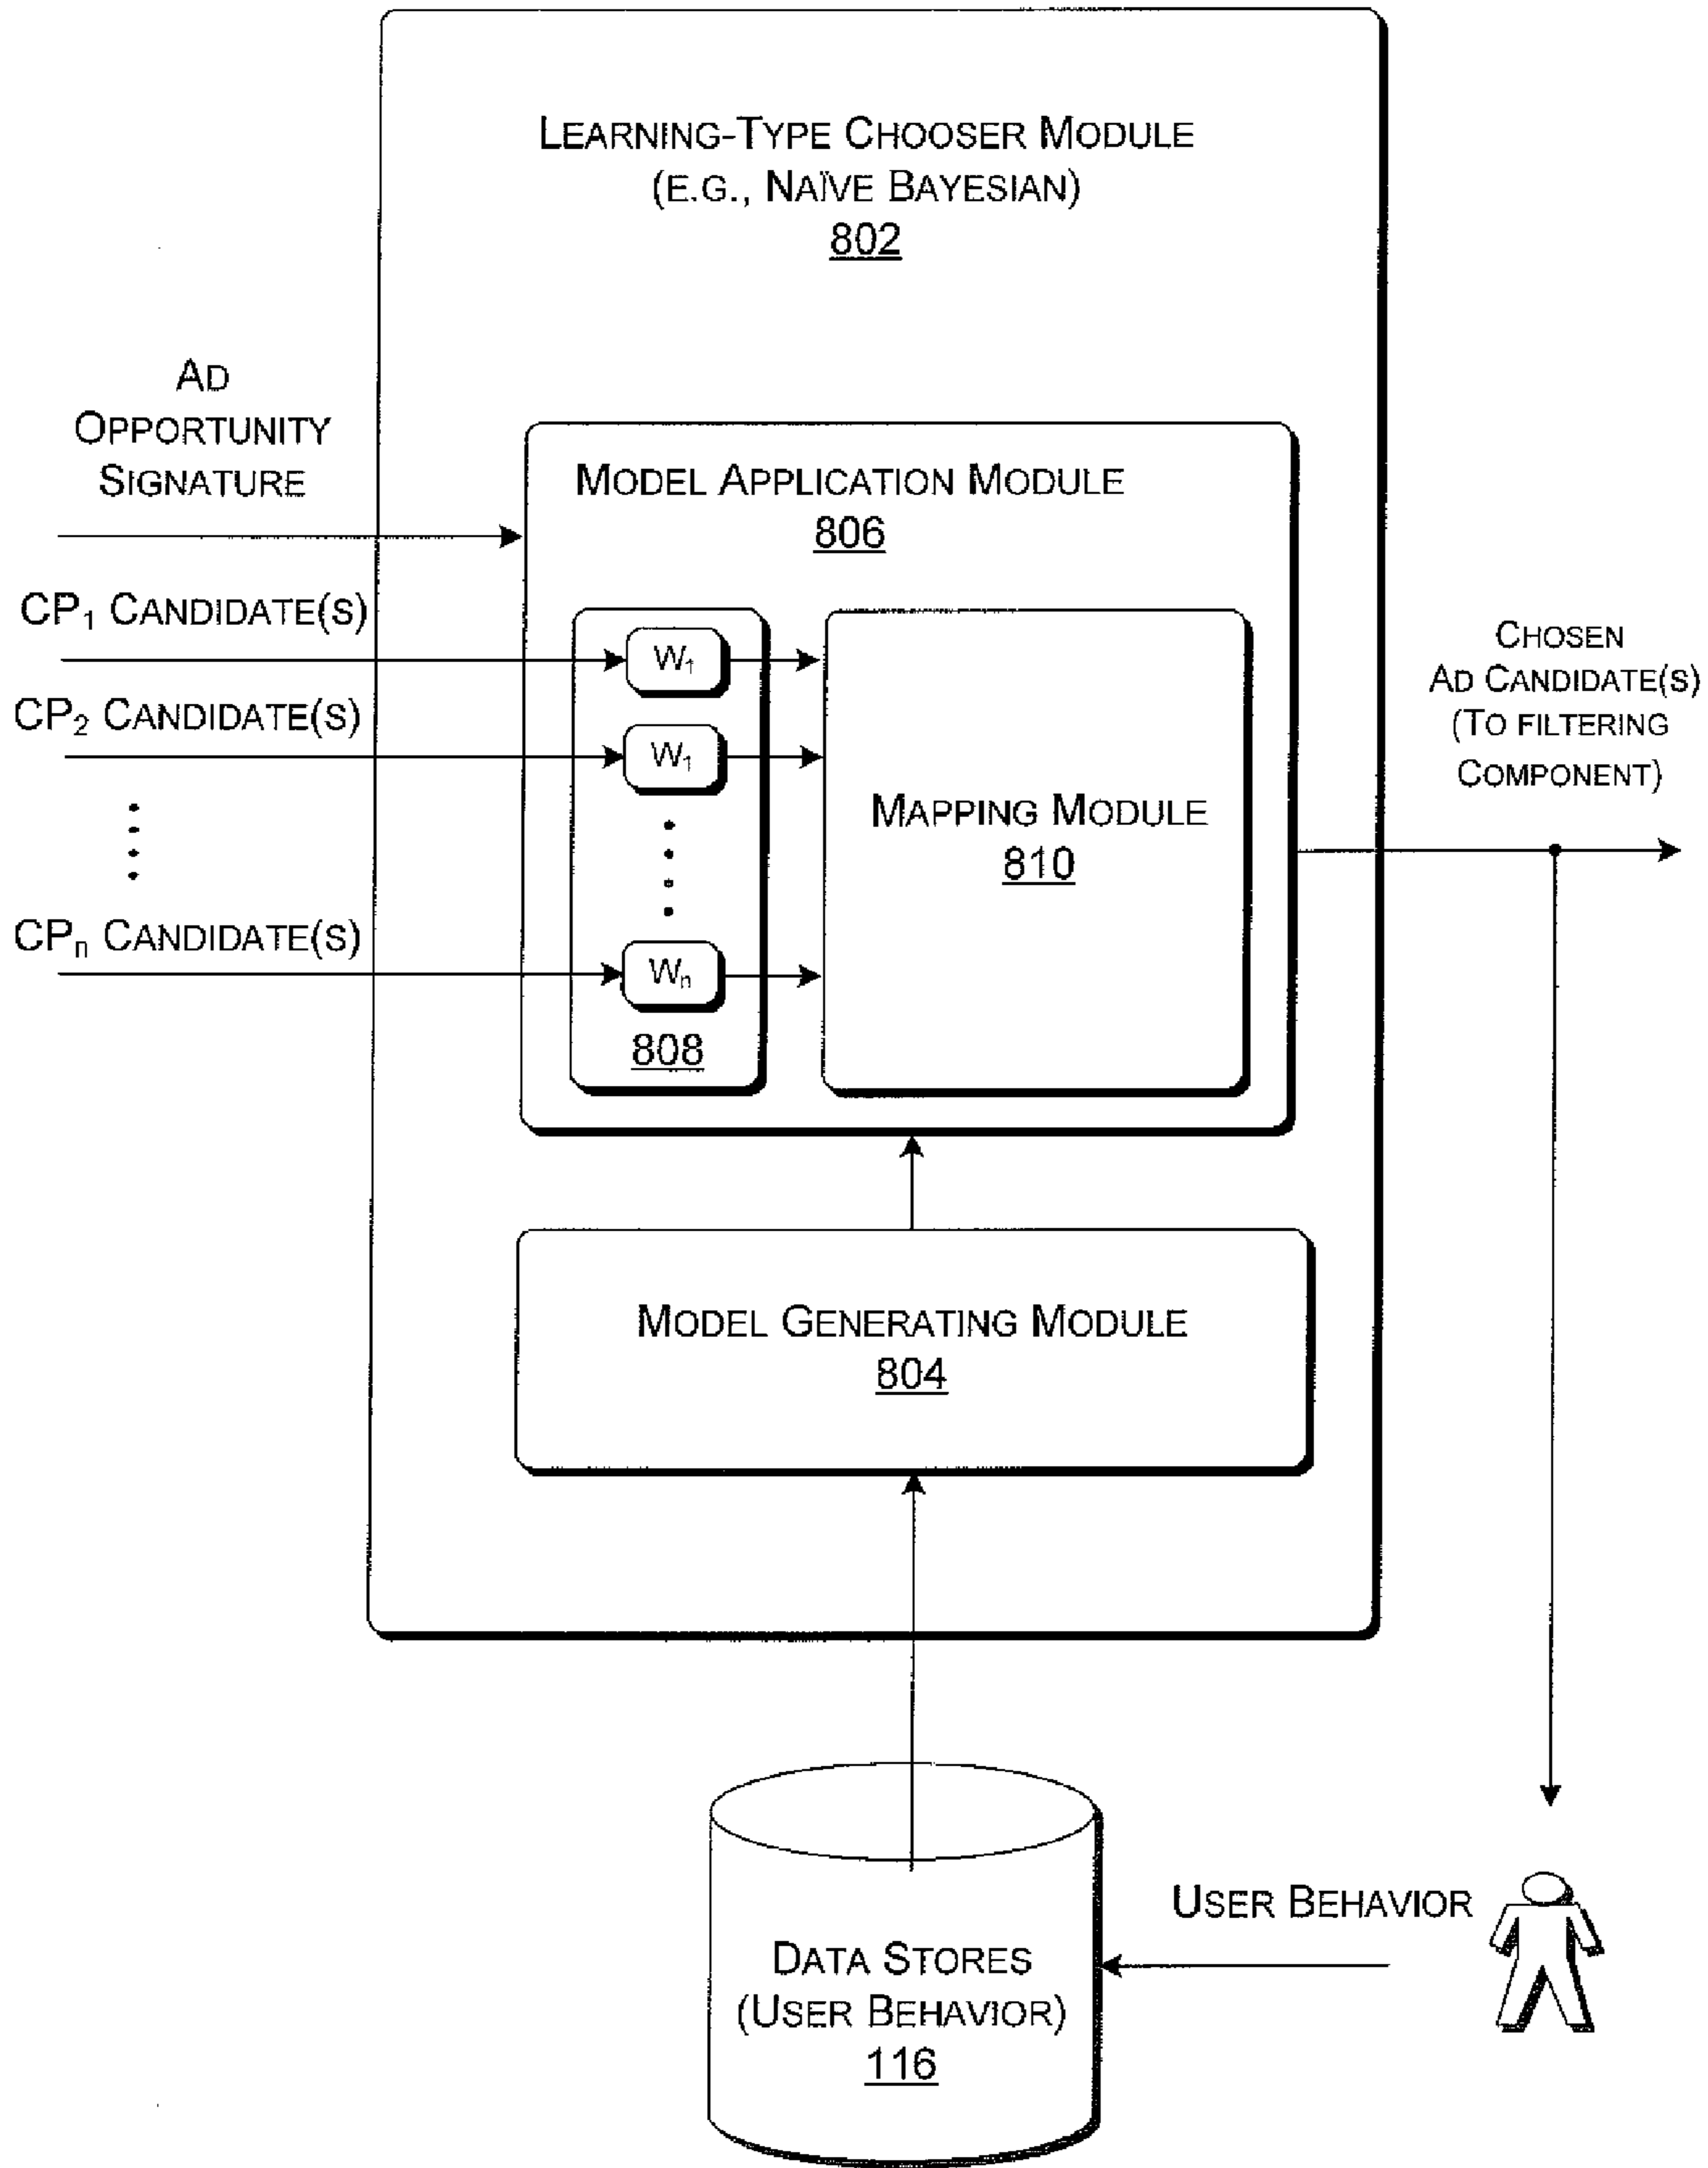 LEARNING-TYPE CHOOSER MODULE
(E.G., NAÏVE BAYESIAN)
802
AD
OPPORTUNITY
SIGNATURE
MODEL APPLICATION MODULE
806
CP₁ CANDIDATE(S)
W₁
CP₂ CANDIDATE(S)
W₁
CPₙ CANDIDATE(S)
Wₙ
808
MAPPING MODULE
810
CHOSEN
AD CANDIDATE(S)
(TO FILTERING
COMPONENT)
MODEL GENERATING MODULE
804
USER BEHAVIOR
DATA STORES
(USER BEHAVIOR)
116